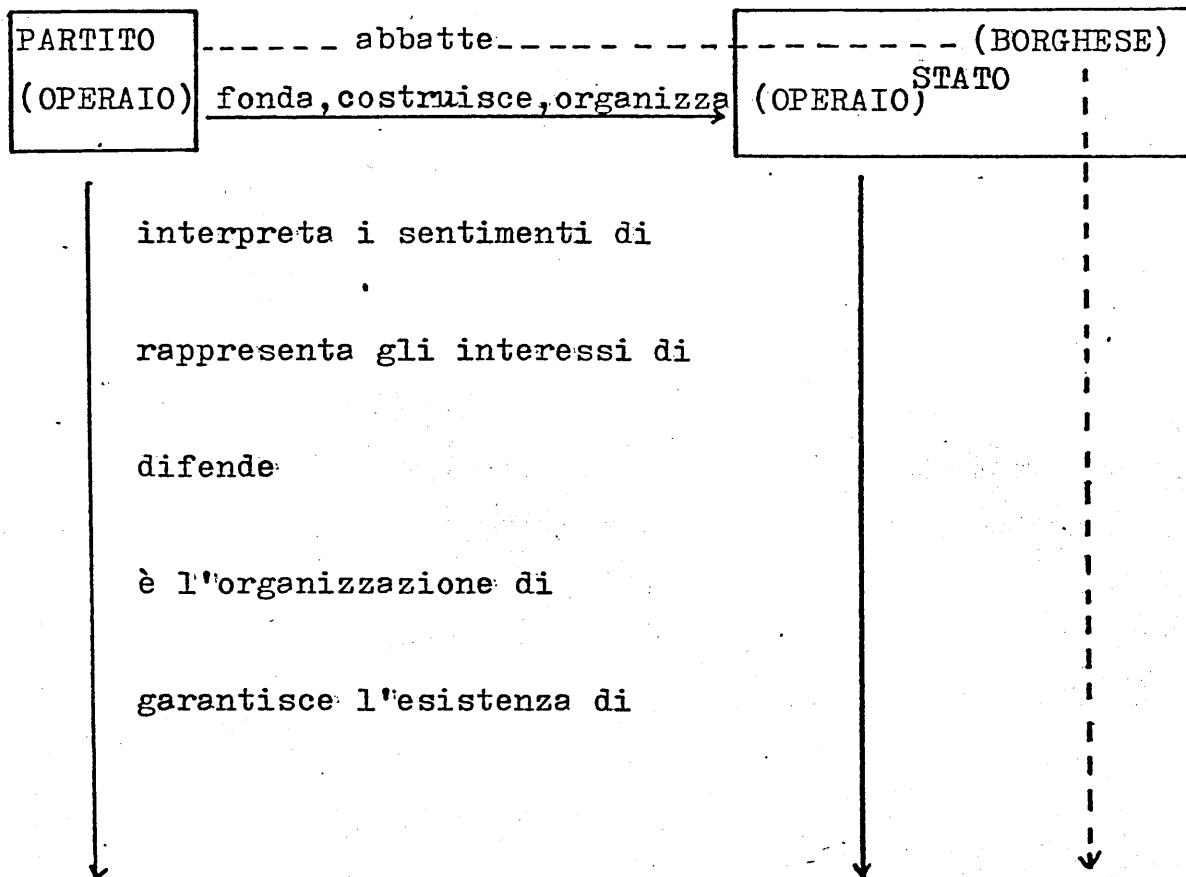 PARTITO ------ abbatte-- - - - - - - - - - - - - (BORGHESE)
STATO
(OPERAIO) fonda,costruisce,organizza (OPERAIO)
interpreta i sentimenti di
rappresenta gli interessi di
difende
è l"organizzazione di
garantisce l"esistenza di